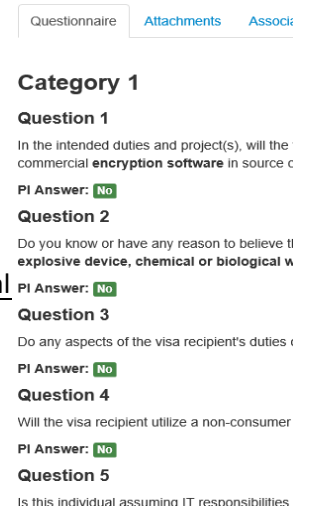 Questionnaire Attachments
Category 1
Question 1
In the intended duties and project(s), will the
commercial encryption software in source
PI Answer: No
Question 2
Do you know or have any reason to believe
explosive device, chemical or biological
PI Answer: No
Question 3
Do any aspects of the visa recipient's duties
PI Answer: No
Question 4
Will the visa recipient utilize a non-consumer
PI Answer: No
Question 5
Is this individual assuming IT responsibilities